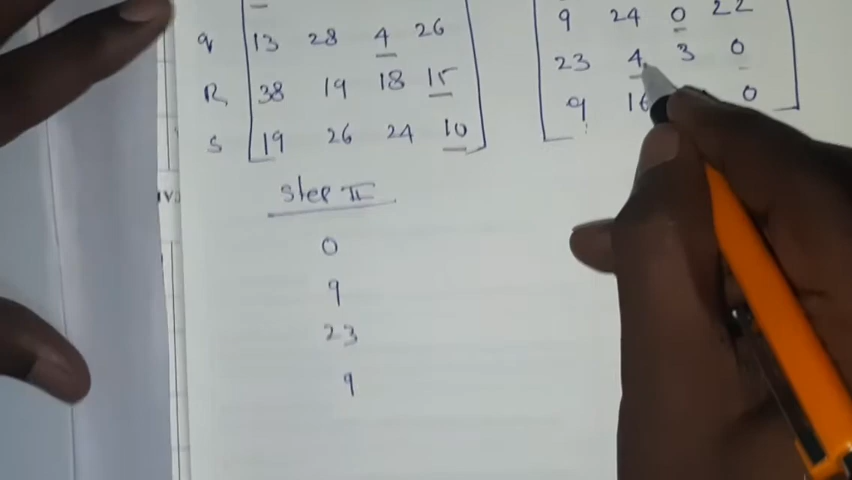 q 13 28 4 26
R 38 19 18 15
S 19 26 24 10
9 24 0 22
23 4 3 0
9 16 0
Step II
0
9
23
9